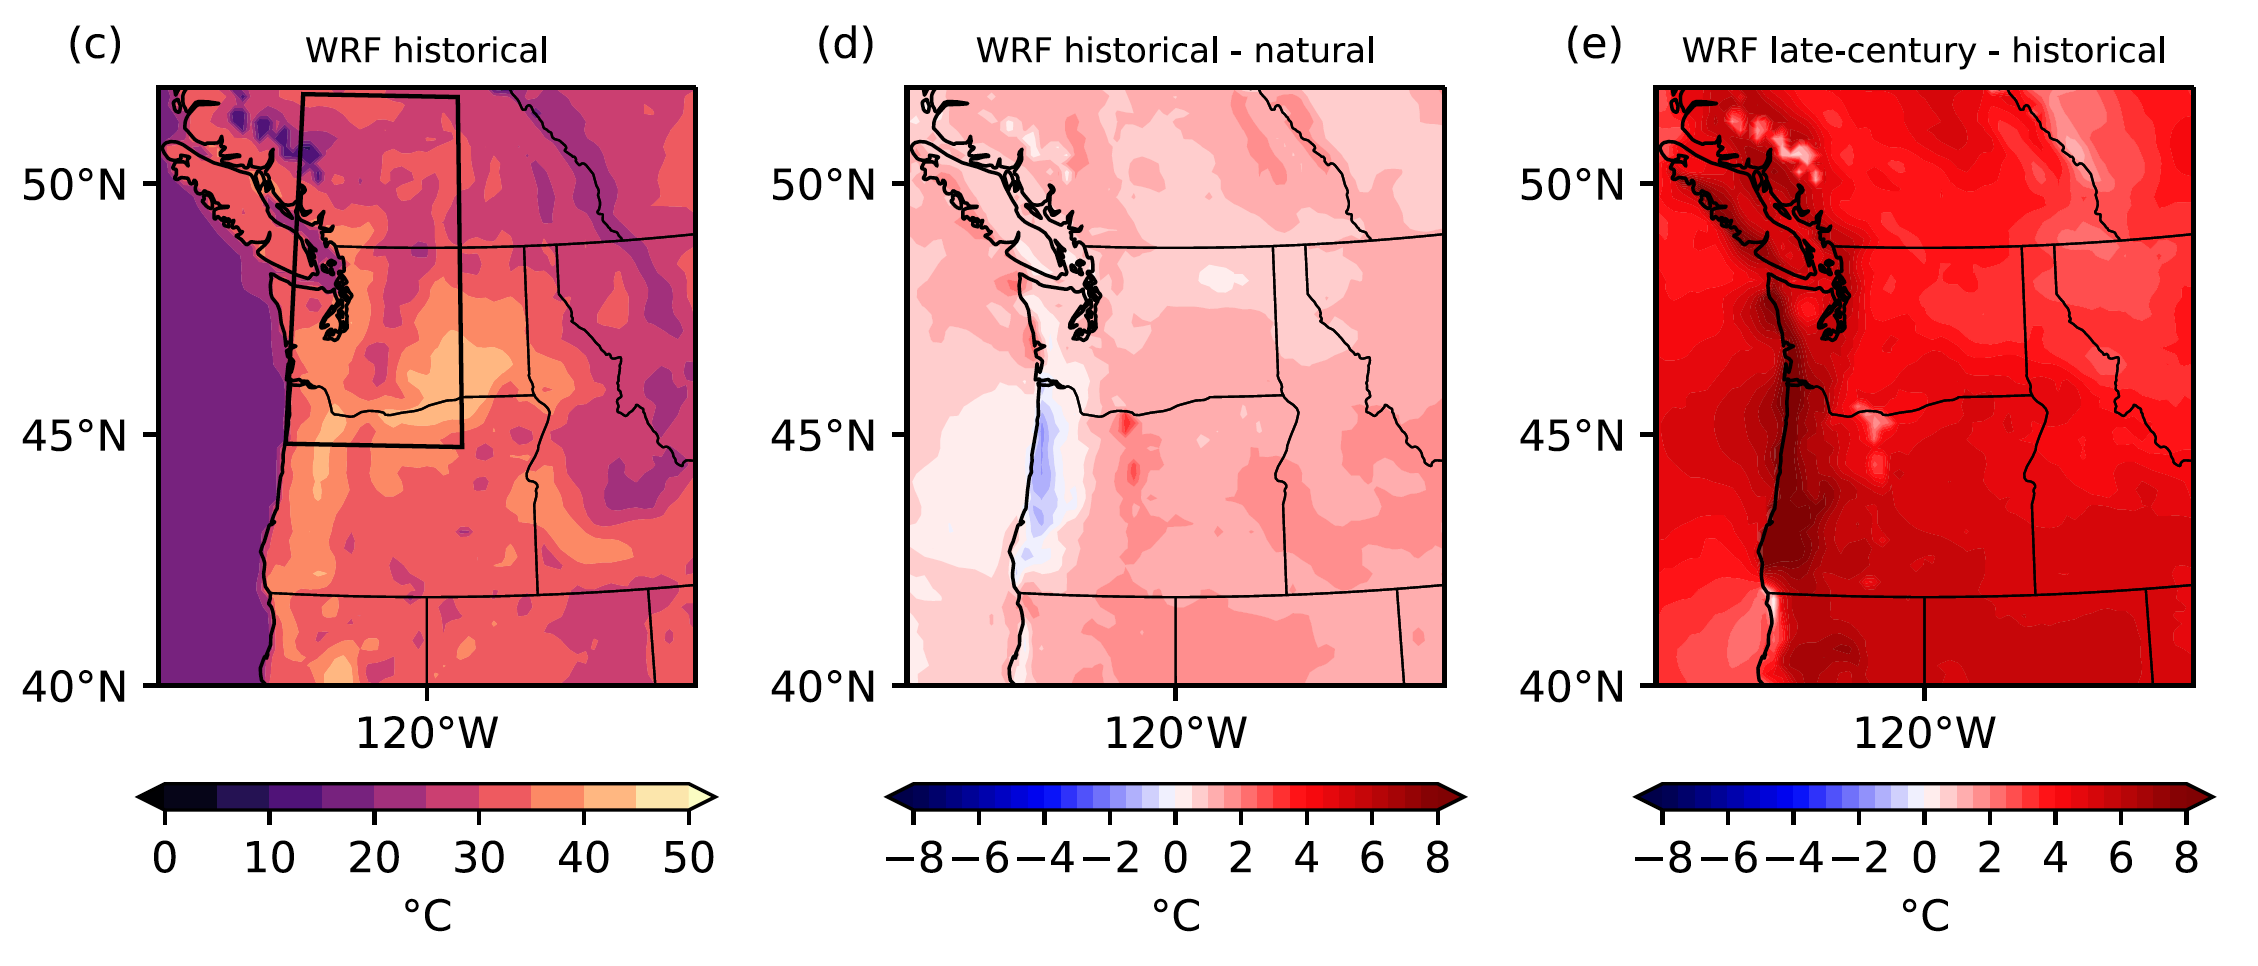 (c) WRF historical
(d) WRF historical - natural
(e) WRF late-century - historical
50°N
45°N
40°N
120°W
0 10 20 30 40 50
°C
50°N
45°N
40°N
120°W
−8 −6 −4 −2 0 2 4 6 8
°C
50°N
45°N
40°N
120°W
−8 −6 −4 −2 0 2 4 6 8
°C